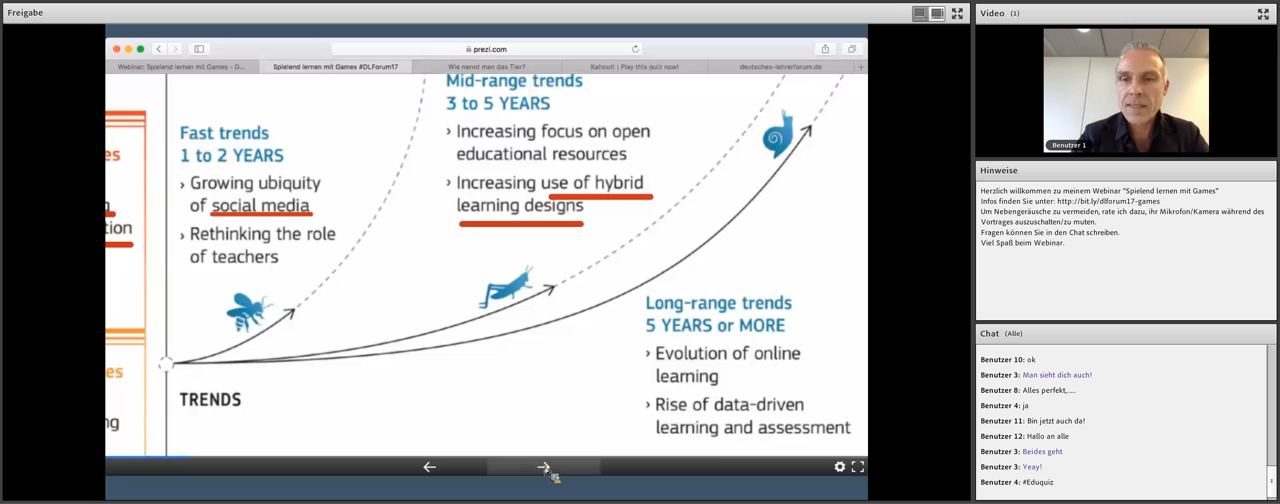 Freigabe
prezi.com
Webinar: Spielend lernen mit Games - D...
Spielend lernen mit Games #DLForum17
Wie nennt man das Tier?
Kahoot! | Play this quiz now!
deutsches-lehrerforum.de
es
tion
es
ng
Fast trends
1 to 2 YEARS
› Growing ubiquity
of social media
› Rethinking the role
of teachers
Mid-range trends
3 to 5 YEARS
› Increasing focus on open
educational resources
› Increasing use of hybrid
learning designs
Long-range trends
5 YEARS or MORE
› Evolution of online
learning
› Rise of data-driven
learning and assessment
TRENDS
Video (1)
Benutzer 1
Hinweise
Herzlich willkommen zu meinem Webinar "Spielend lernen mit Games"
Infos finden Sie unter: http://bit.ly/dlforum17-games
Um Nebengeräusche zu vermeiden, rate ich dazu, ihr Mikrofon/Kamera während des
Vortrages auszuschalten/zu muten.
Fragen können Sie in den Chat schreiben.
Viel Spaß beim Webinar.
Chat (Alle)
Benutzer 10: ok
Benutzer 3: Man sieht dich auch!
Benutzer 8: Alles perfekt,....
Benutzer 4: ja
Benutzer 11: Bin jetzt auch da!
Benutzer 12: Hallo an alle
Benutzer 3: Beides geht
Benutzer 3: Yeay!
Benutzer 4: #Eduquiz